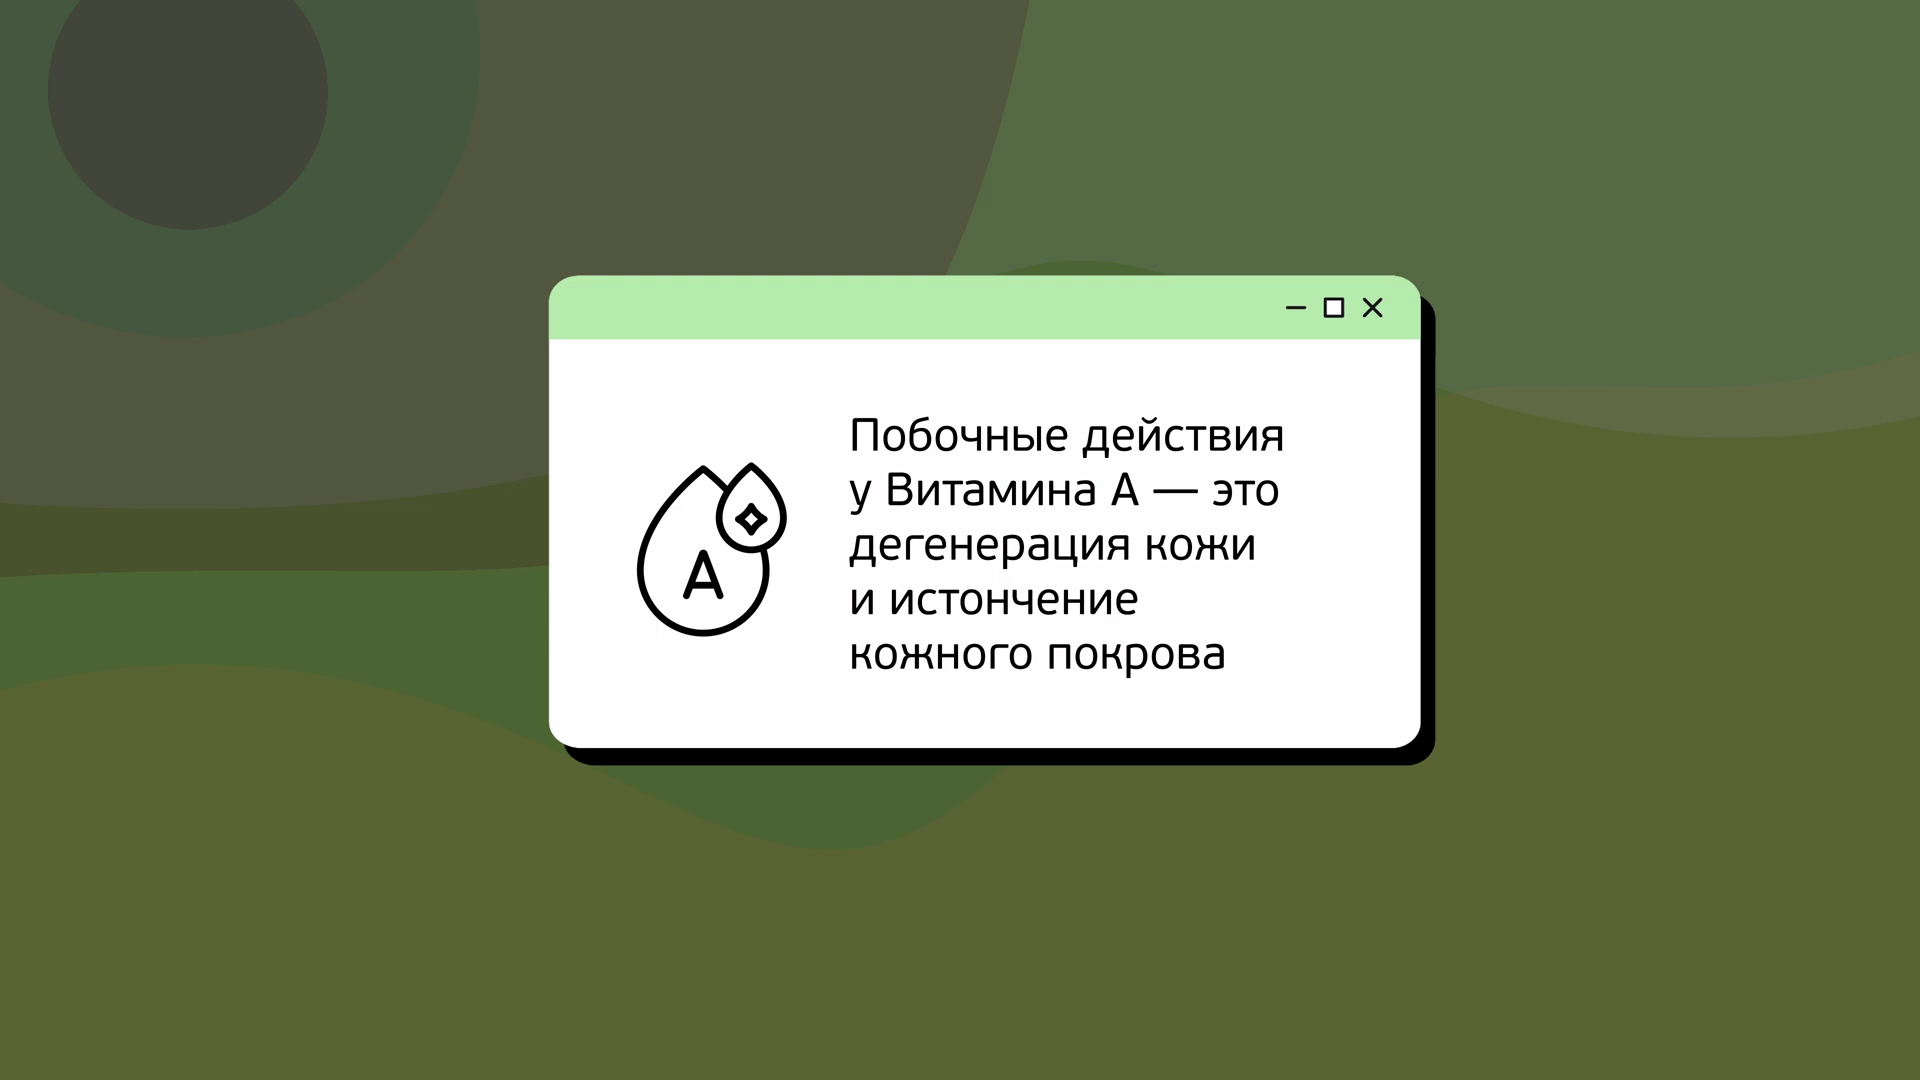 Побочные действия
у Витамина А — это
дегенерация кожи
и истончение
кожного покрова
А